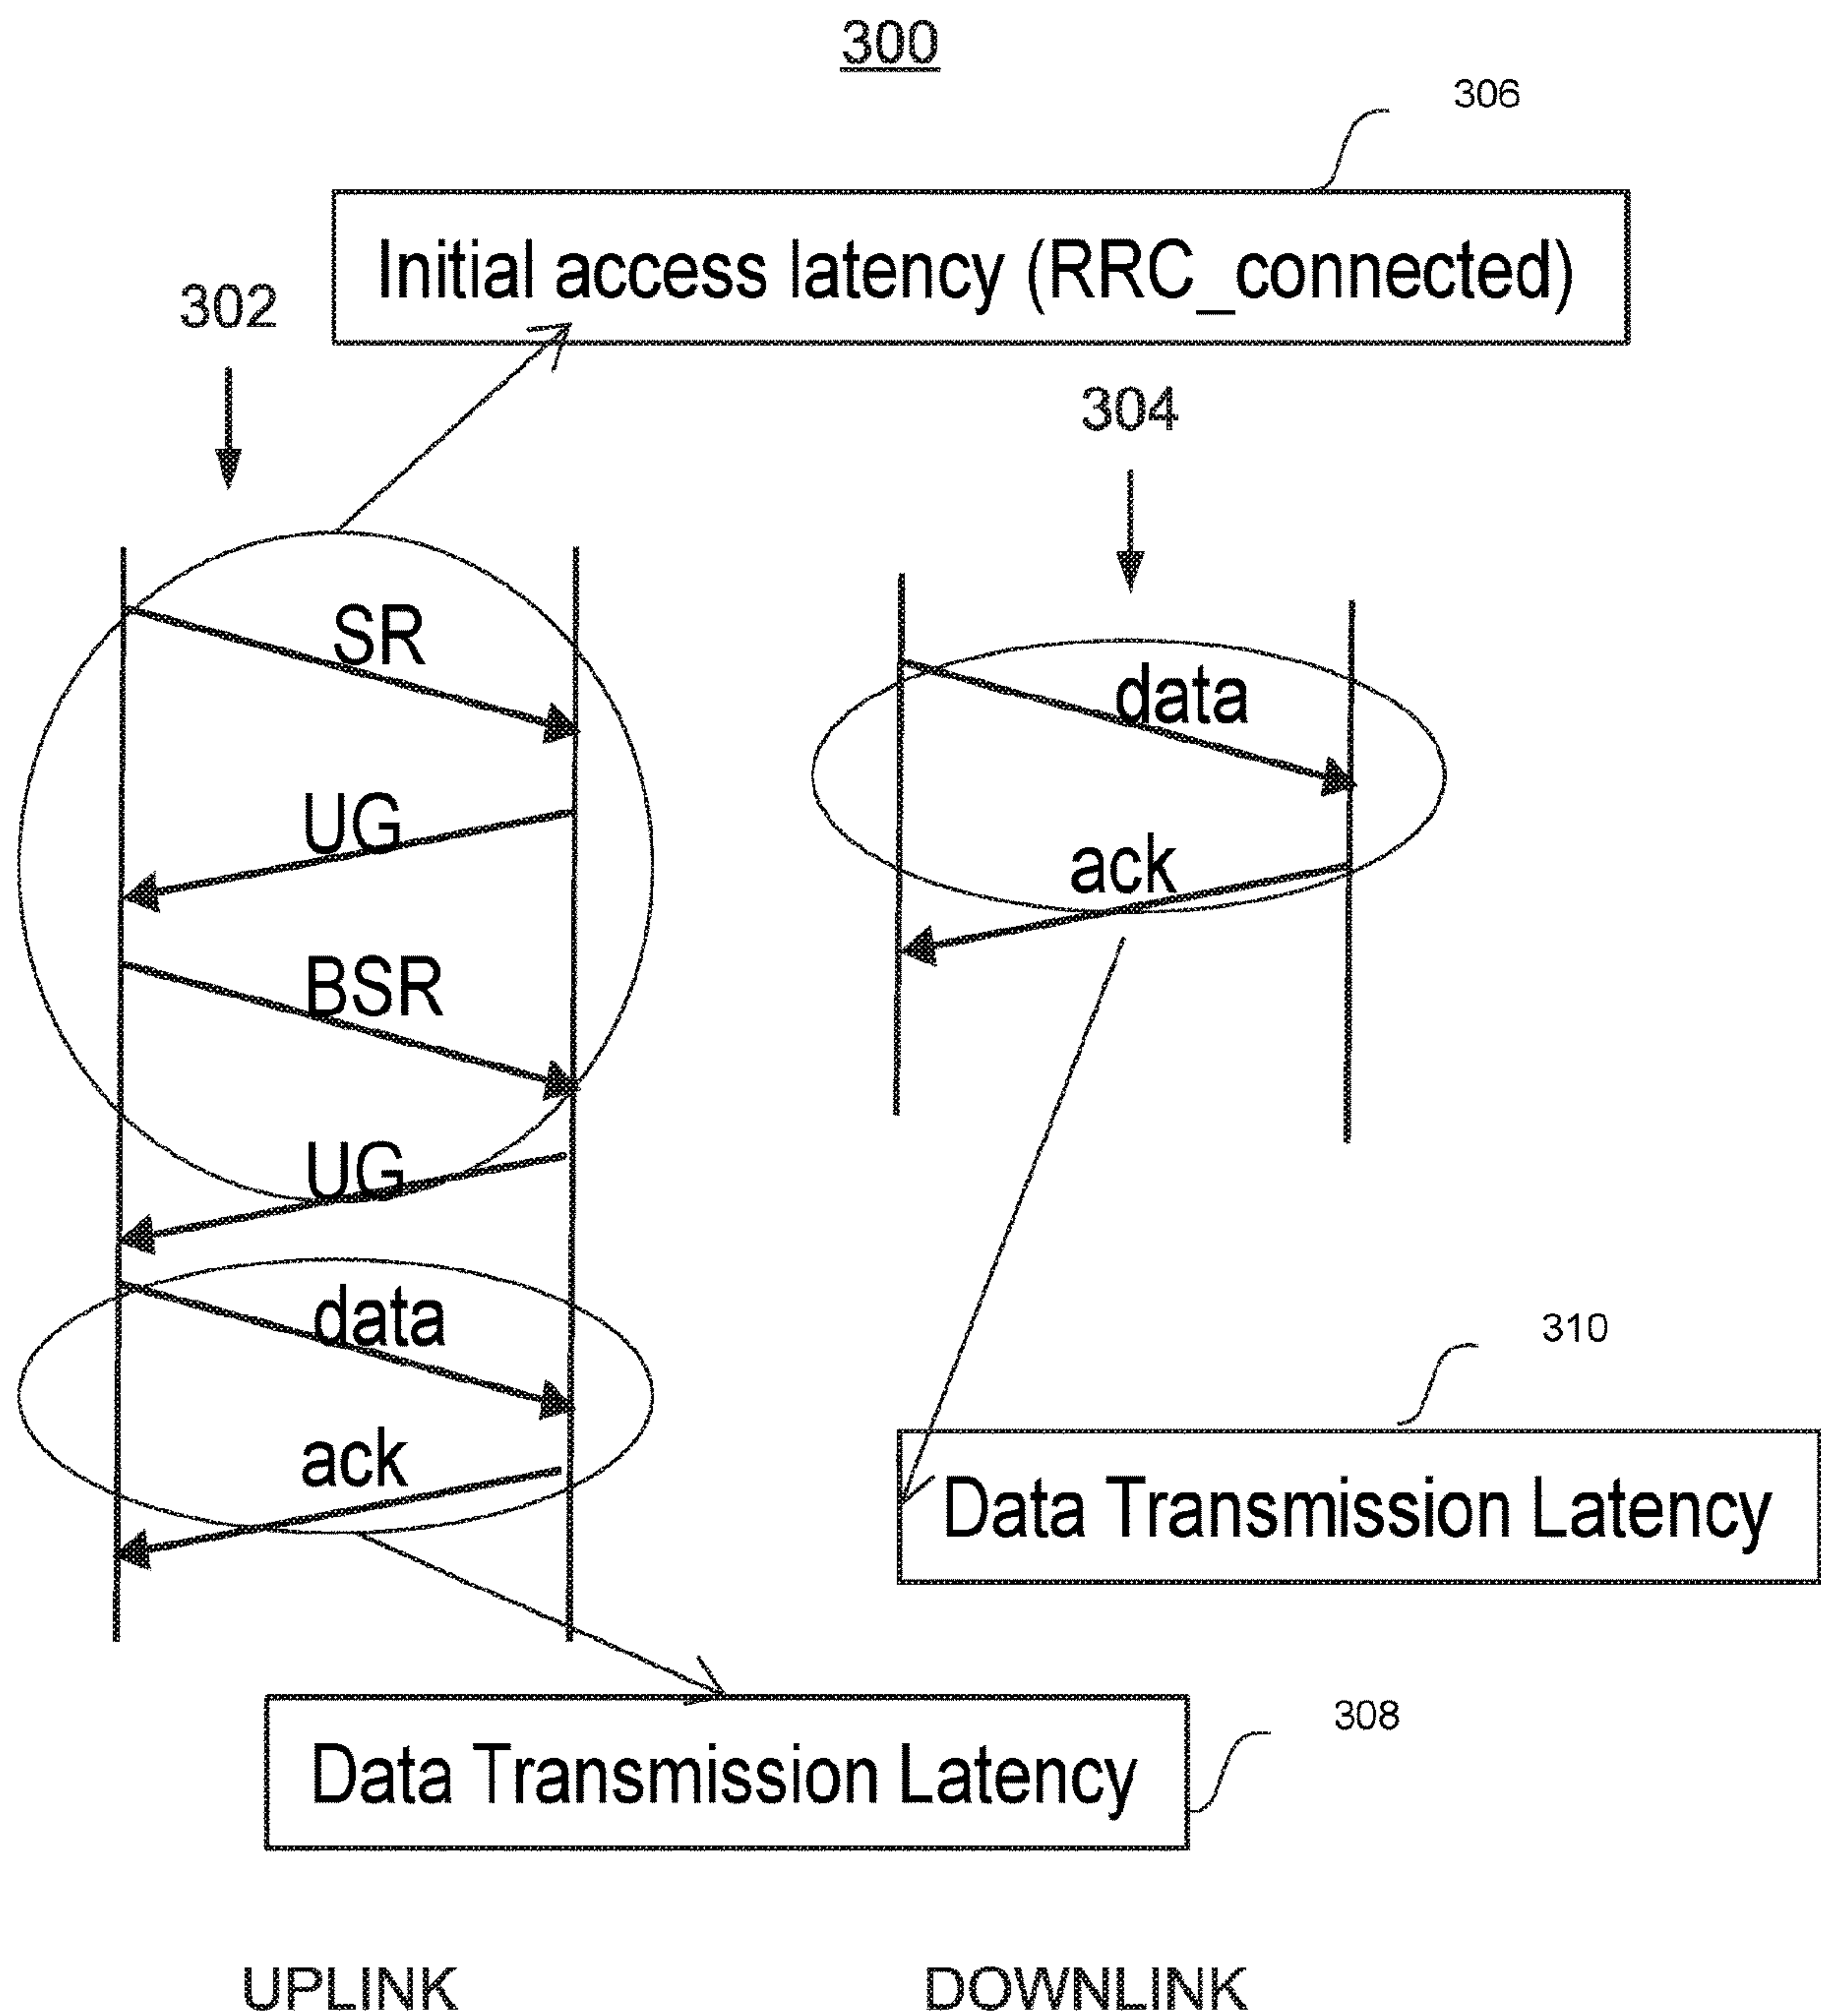 300
306
Initial access latency (RRC_connected)
302
304
SR
data
UG
ack
BSR
UG
data
310
ack
Data Transmission Latency
308
Data Transmission Latency
UPLINK
DOWNLINK